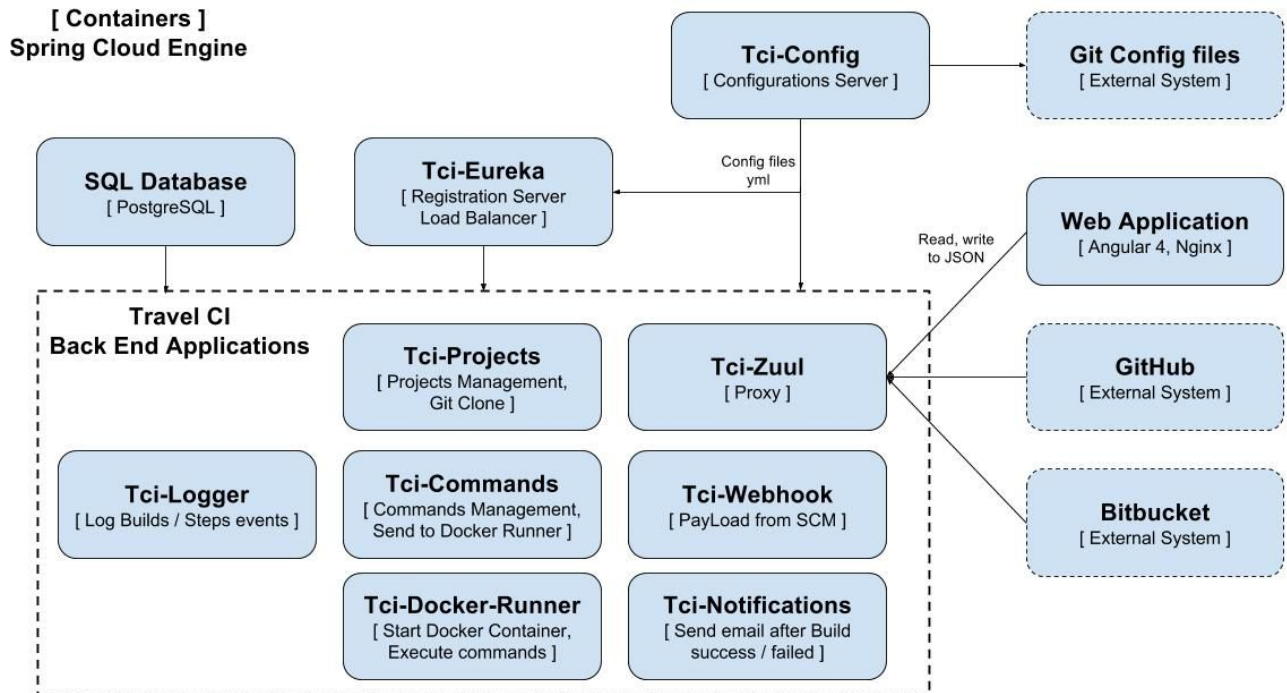 [ Containers ]
Spring Cloud Engine
Tci-Config
[ Configurations Server ]
Git Config files
[ External System ]
SQL Database
[ PostgreSQL ]
Tci-Eureka
[ Registration Server
Load Balancer ]
Config files
yml
Web Application
[ Angular 4, Nginx ]
Read, write
to JSON
Travel CI
Back End Applications
Tci-Projects
[ Projects Management,
Git Clone ]
Tci-Zuul
[ Proxy ]
GitHub
[ External System ]
Tci-Logger
[ Log Builds / Steps events ]
Tci-Commands
[ Commands Management,
Send to Docker Runner ]
Tci-Webhook
[ PayLoad from SCM ]
Bitbucket
[ External System ]
Tci-Docker-Runner
[ Start Docker Container,
Execute commands ]
Tci-Notifications
[ Send email after Build
success / failed ]